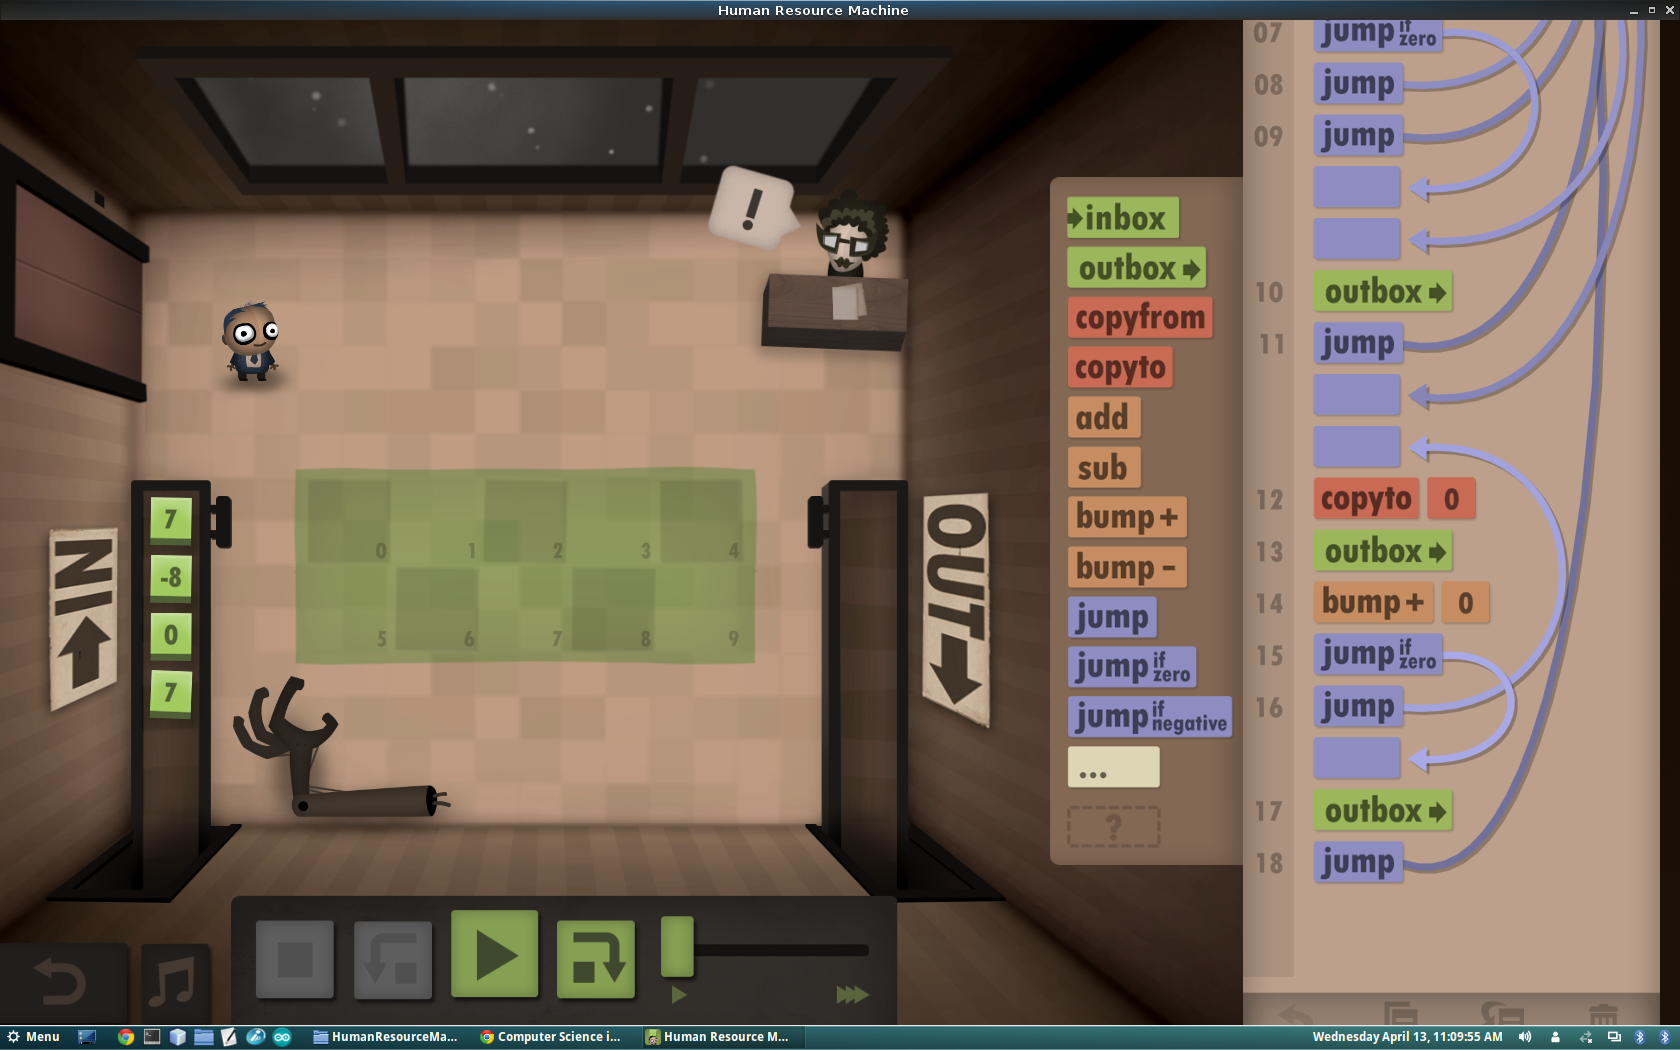 Human Resource Machine
07 jump if zero
08 jump
09 jump
10 outbox
11 jump
12 copyto 0
13 outbox
14 bump+ 0
15 jump if zero
16 jump
17 outbox
18 jump
inbox
outbox
copyfrom
copyto
add
sub
bump+
bump-
jump
jump if zero
jump if negative
...
?
!
IN
7
-8
0
7
0 1 2 3 4
5 6 7 8 9
OUT
Menu
HumanResourceMa...
Computer Science i...
Human Resource M...
Wednesday April 13, 11:09:55 AM